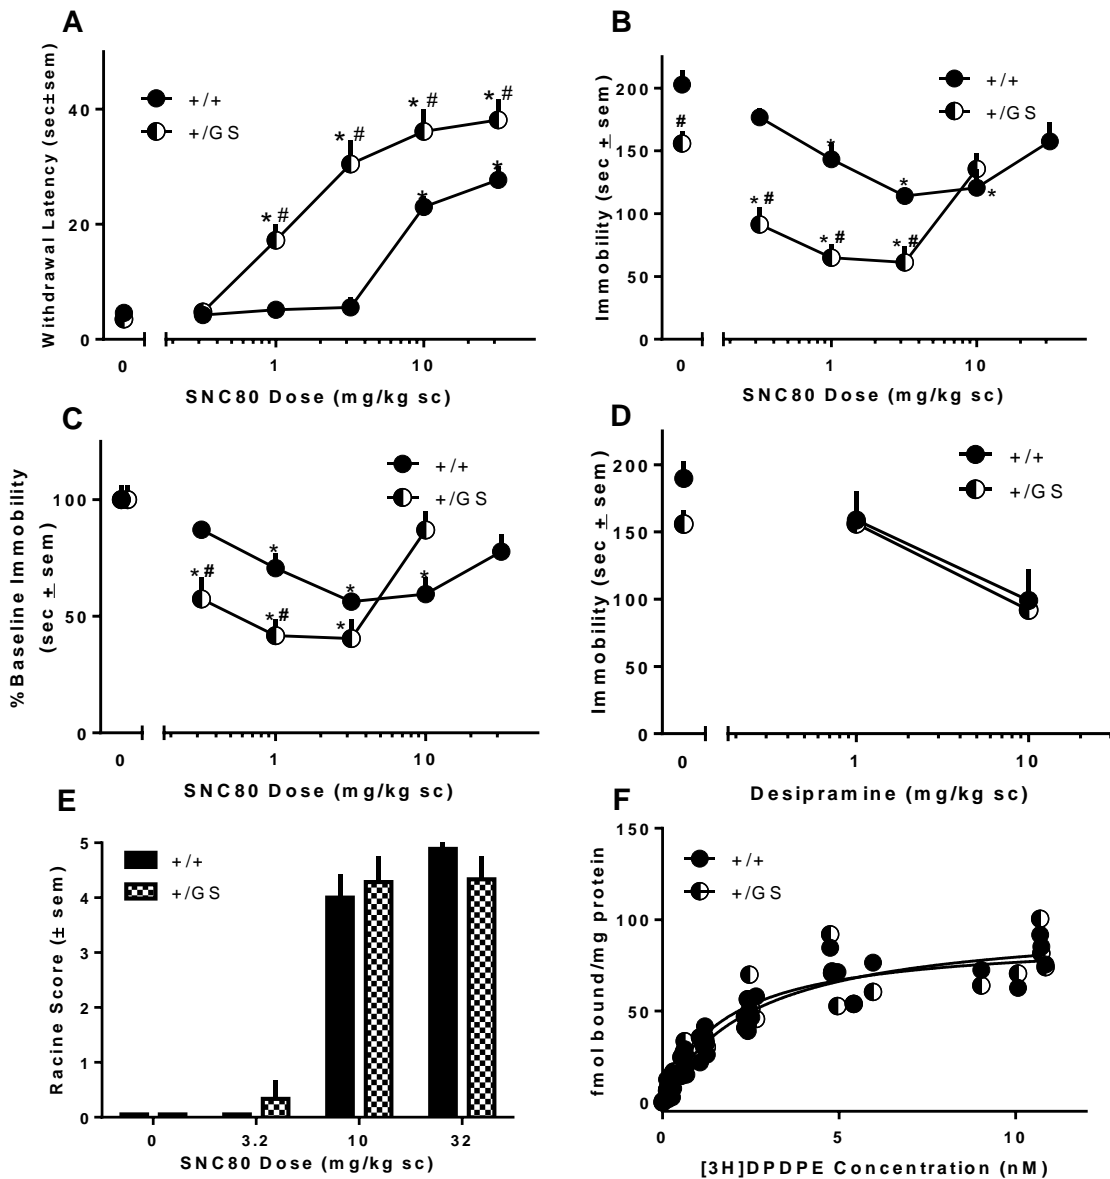 A
Withdrawal Latency (sec±sem)
40
20
0
+/+
+/GS
* #
* #
* #
* #
*
*
0
1
10
SNC80 Dose (mg/kg sc)
B
Immobility (sec ± sem)
200
150
100
50
0
+/+
+/GS
#
*
*
*
* #
* #
* #
0
1
10
SNC80 Dose (mg/kg sc)
C
%Baseline Immobility
(sec ± sem)
100
50
0
+/+
+/GS
*
*
*
*#
*#
*
0
1
10
SNC80 Dose (mg/kg sc)
D
Immobility (sec ± sem)
200
150
100
50
0
+/+
+/GS
0
1
10
Desipramine (mg/kg sc)
E
Racine Score (± sem)
5
4
3
2
1
0
+/+
+/GS
0
3.2
10
32
SNC80 Dose (mg/kg sc)
F
fmol bound/mg protein
150
100
50
0
+/+
+/GS
0
5
10
[3H]DPDPE Concentration (nM)